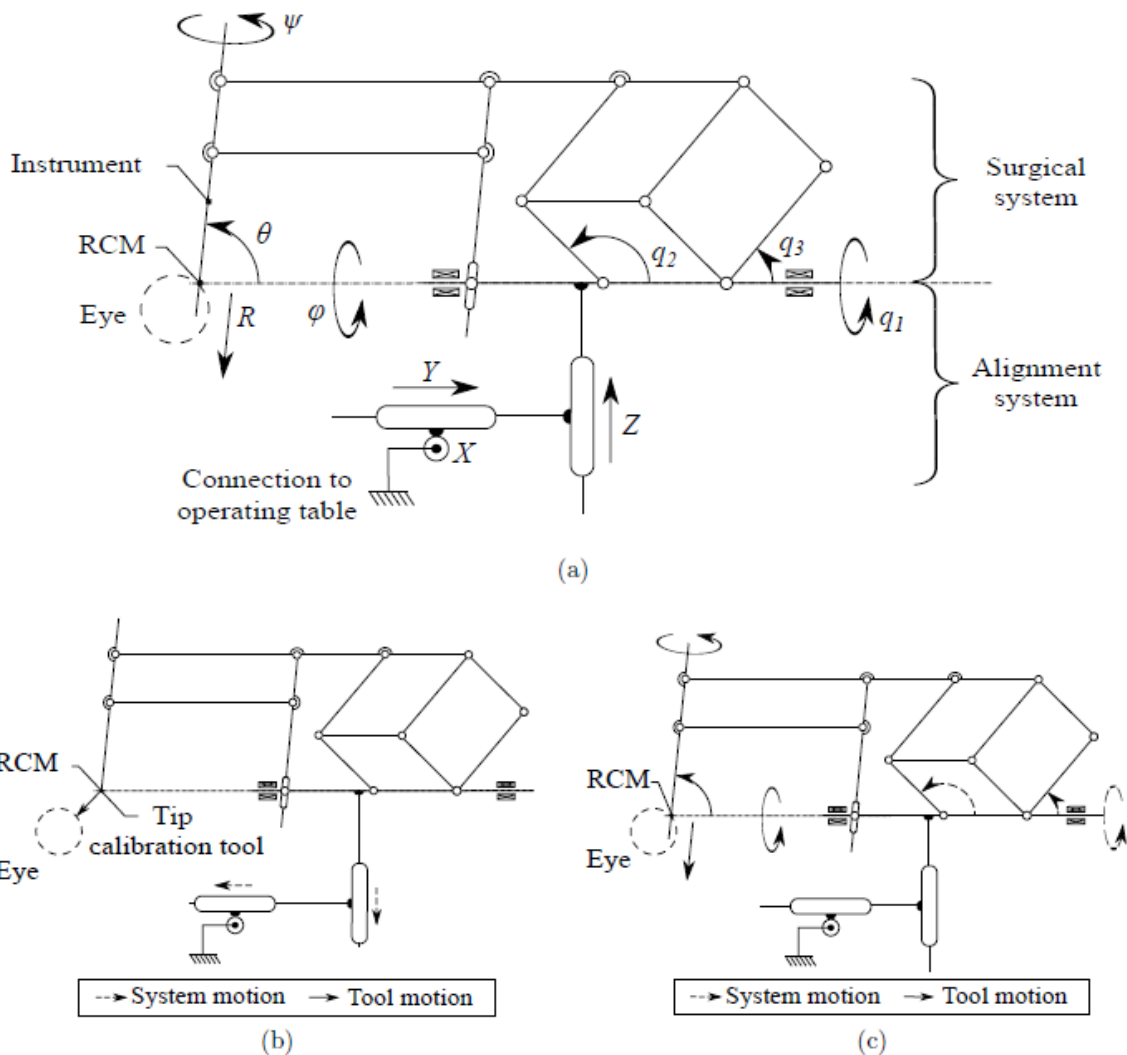 ψ
Instrument
RCM
Eye
θ
R
φ
q2
q3
q1
Surgical
system
Alignment
system
Y
X
Z
Connection to
operating table
(a)
RCM
Tip
calibration tool
Eye
System motion Tool motion
(b)
RCM
Eye
System motion Tool motion
(c)